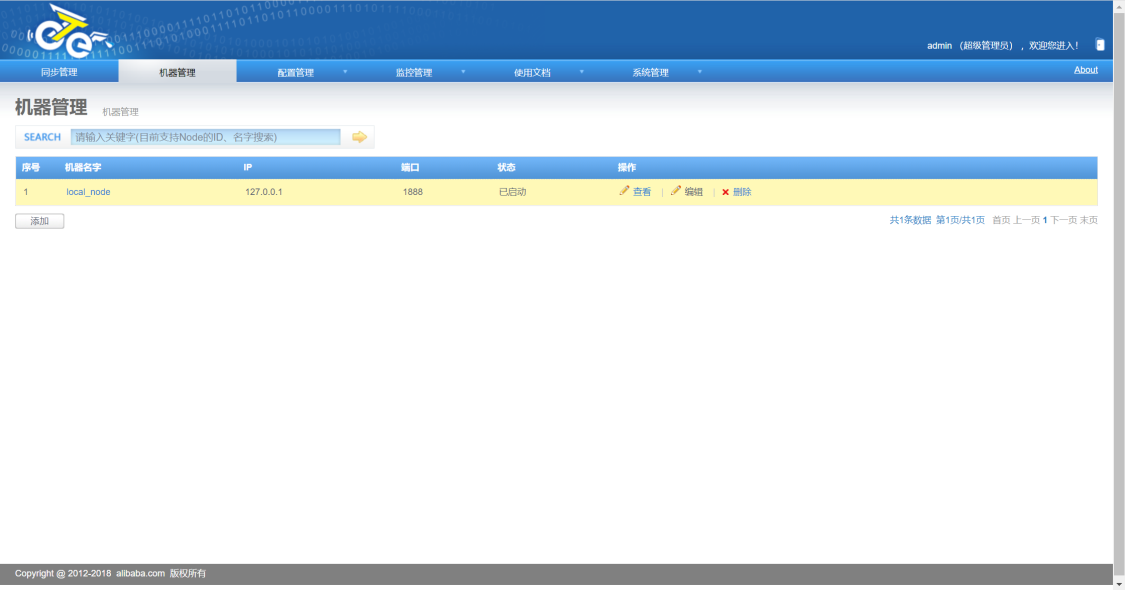 admin （超级管理员），欢迎您进入！
同步管理 机器管理 配置管理 监控管理 使用文档 系统管理 About
机器管理 机器管理
SEARCH 请输入关键字(目前支持Node的ID、名字搜索)
序号 机器名字 IP 端口 状态 操作
1 local_node 127.0.0.1 1888 已启动 查看 | 编辑 | 删除
添加 共1条数据 第1页/共1页 首页 上一页 1 下一页 末页
Copyright @ 2012-2018 alibaba.com 版权所有